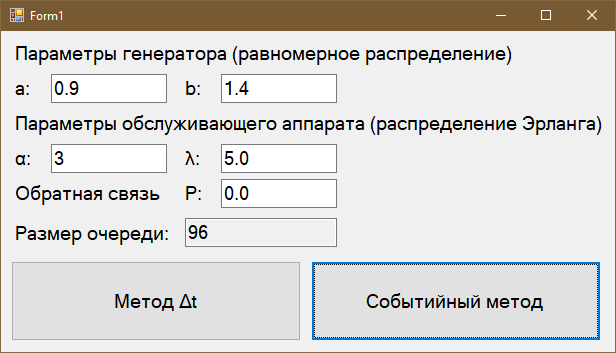 Form1
Параметры генератора (равномерное распределение)
a: 0.9 b: 1.4
Параметры обслуживающего аппарата (распределение Эрланга)
α: 3 λ: 5.0
Обратная связь P: 0.0
Размер очереди: 96
Метод Δt Событийный метод